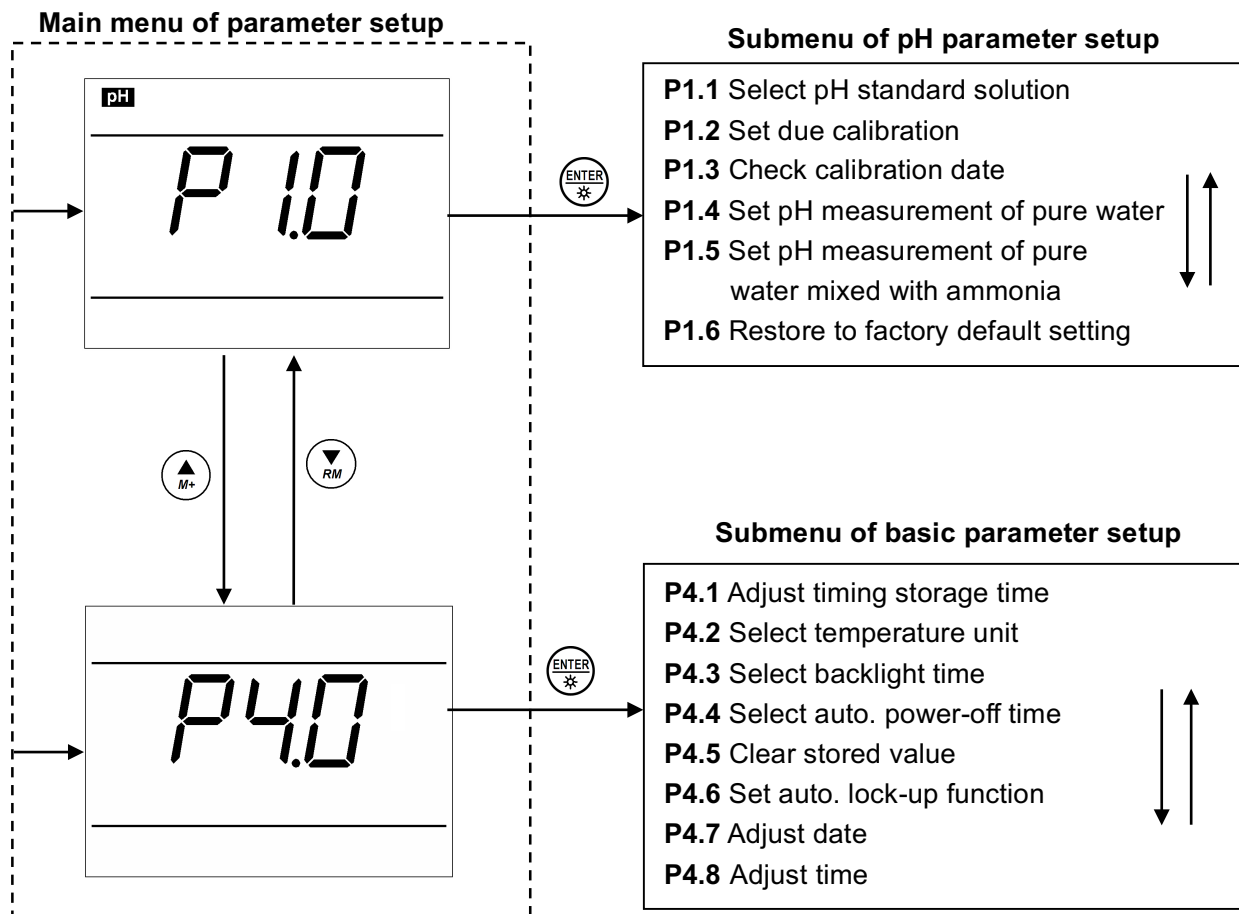 Main menu of parameter setup
pH
P1.0
ENTER
M+
RM
P4.0
ENTER
Submenu of pH parameter setup
P1.1 Select pH standard solution
P1.2 Set due calibration
P1.3 Check calibration date
P1.4 Set pH measurement of pure water
P1.5 Set pH measurement of pure
water mixed with ammonia
P1.6 Restore to factory default setting
Submenu of basic parameter setup
P4.1 Adjust timing storage time
P4.2 Select temperature unit
P4.3 Select backlight time
P4.4 Select auto. power-off time
P4.5 Clear stored value
P4.6 Set auto. lock-up function
P4.7 Adjust date
P4.8 Adjust time